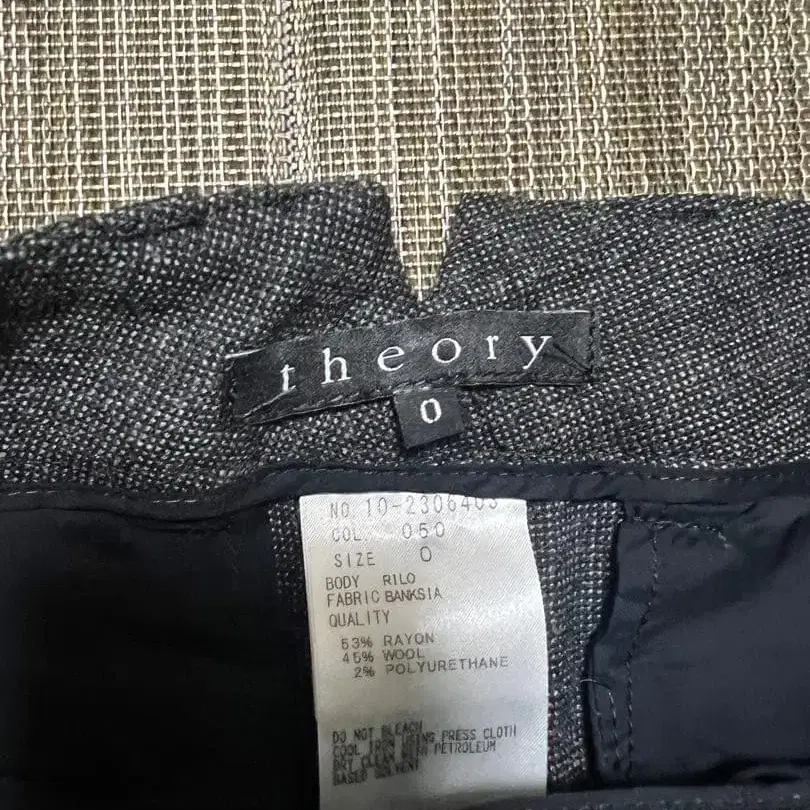 theory
0
NO. 10-2306403
COL. 050
SIZE 0
BODY RILO
FABRIC BANKSIA
QUALITY
53% RAYON
45% WOOL
2% POLYURETHANE
DO NOT BLEACH
COOL IRON USING PRESS CLOTH
DRY CLEAN WITH PETROLEUM
BASED SOLVENT